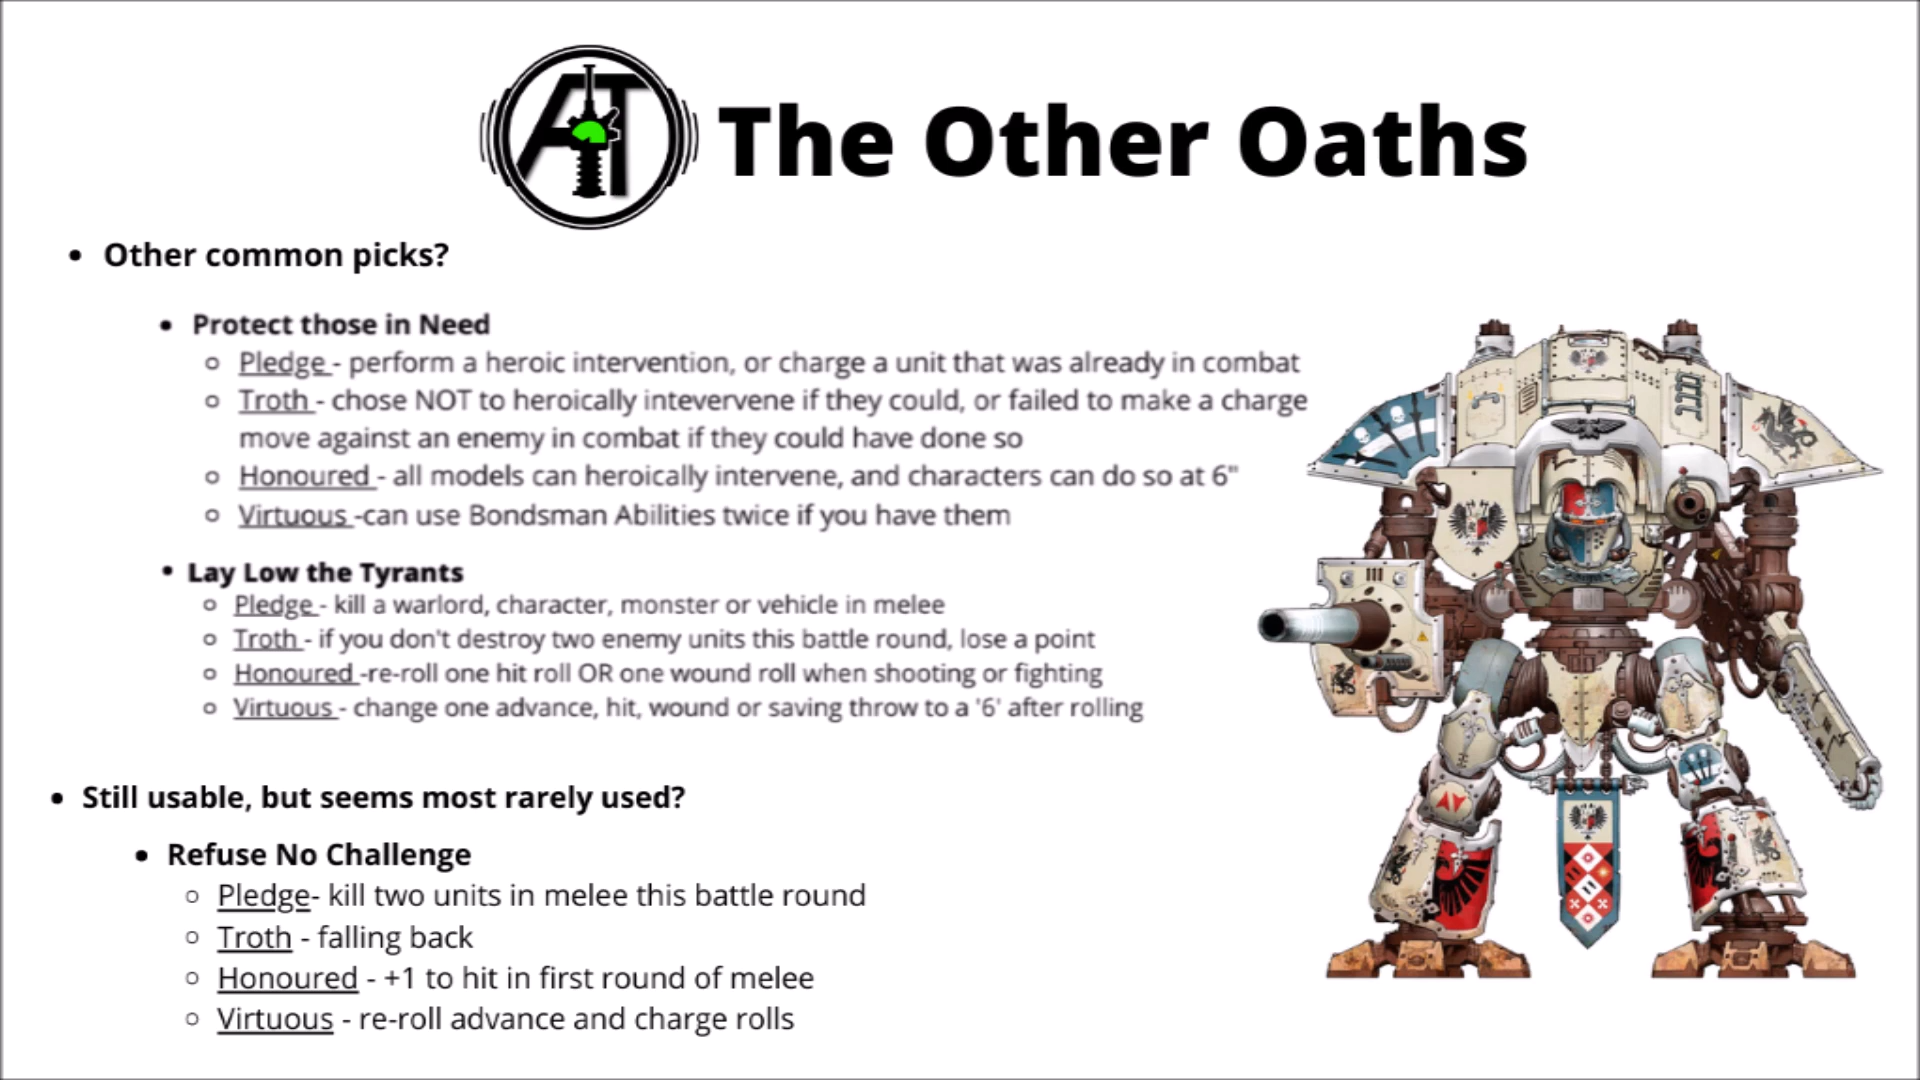 AT The Other Oaths
• Other common picks?
• Protect those in Need
○ Pledge - perform a heroic intervention, or charge a unit that was already in combat
○ Troth - chose NOT to heroically intevervene if they could, or failed to make a charge
move against an enemy in combat if they could have done so
○ Honoured - all models can heroically intervene, and characters can do so at 6"
○ Virtuous -can use Bondsman Abilities twice if you have them
• Lay Low the Tyrants
○ Pledge - kill a warlord, character, monster or vehicle in melee
○ Troth - if you don't destroy two enemy units this battle round, lose a point
○ Honoured -re-roll one hit roll OR one wound roll when shooting or fighting
○ Virtuous - change one advance, hit, wound or saving throw to a '6' after rolling
• Still usable, but seems most rarely used?
• Refuse No Challenge
○ Pledge- kill two units in melee this battle round
○ Troth - falling back
○ Honoured - +1 to hit in first round of melee
○ Virtuous - re-roll advance and charge rolls